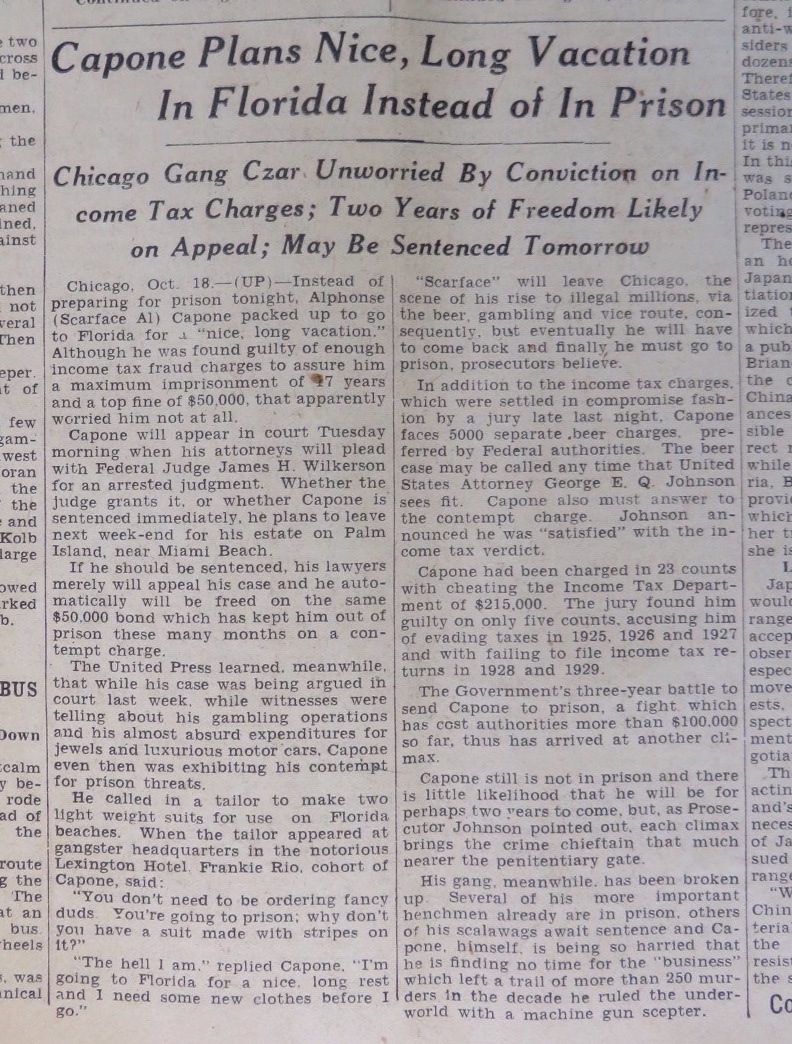 Capone Plans Nice, Long Vacation
In Florida Instead of In Prison
Chicago Gang Czar Unworried By Conviction on In-
come Tax Charges; Two Years of Freedom Likely
on Appeal; May Be Sentenced Tomorrow
Chicago, Oct. 18.—(UP)—Instead of
preparing for prison tonight, Alphonse
(Scarface Al) Capone packed up to go
to Florida for a "nice, long vacation."
Although he was found guilty of enough
income tax fraud charges to assure him
a maximum imprisonment of 17 years
and a top fine of $50,000, that apparently
worried him not at all.
Capone will appear in court Tuesday
morning when his attorneys will plead
with Federal Judge James H. Wilkerson
for an arrested judgment. Whether the
judge grants it, or whether Capone is
sentenced immediately, he plans to leave
next week-end for his estate on Palm
Island, near Miami Beach.
If he should be sentenced, his lawyers
merely will appeal his case and he auto-
matically will be freed on the same
$50,000 bond which has kept him out of
prison these many months on a con-
tempt charge.
The United Press learned, meanwhile,
that while his case was being argued in
court last week, while witnesses were
telling about his gambling operations
and his almost absurd expenditures for
jewels and luxurious motor cars, Capone
even then was exhibiting his contempt
for prison threats.
He called in a tailor to make two
light weight suits for use on Florida
beaches. When the tailor appeared at
gangster headquarters in the notorious
Lexington Hotel, Frankie Rio, cohort of
Capone, said:
"You don't need to be ordering fancy
duds. You're going to prison; why don't
you have a suit made with stripes on
it?"
"The hell I am," replied Capone, "I'm
going to Florida for a nice, long rest
and I need some new clothes before I
go."
"Scarface" will leave Chicago, the
scene of his rise to illegal millions, via
the beer, gambling and vice route, con-
sequently, but eventually he will have
to come back and finally he must go to
prison, prosecutors believe.
In addition to the income tax charges,
which were settled in compromise fash-
ion by a jury late last night, Capone
faces 5000 separate beer charges, pre-
ferred by Federal authorities. The beer
case may be called any time that United
States Attorney George E. Q. Johnson
sees fit. Capone also must answer to
the contempt charge. Johnson an-
nounced he was "satisfied" with the in-
come tax verdict.
Capone had been charged in 23 counts
with cheating the Income Tax Depart-
ment of $215,000. The jury found him
guilty on only five counts, accusing him
of evading taxes in 1925, 1926 and 1927
and with failing to file income tax re-
turns in 1928 and 1929.
The Government's three-year battle to
send Capone to prison, a fight which
has cost authorities more than $100,000
so far, thus has arrived at another cli-
max.
Capone still is not in prison and there
is little likelihood that he will be for
perhaps two years to come, but, as Prose-
cutor Johnson pointed out, each climax
brings the crime chieftain that much
nearer the penitentiary gate.
His gang, meanwhile, has been broken
up. Several of his more important
henchmen already are in prison, others
of his scalawags await sentence and Ca-
pone, himself, is being so harried that
he is finding no time for the "business"
which left a trail of more than 250 mur-
ders in the decade he ruled the under-
world with a machine gun scepter.